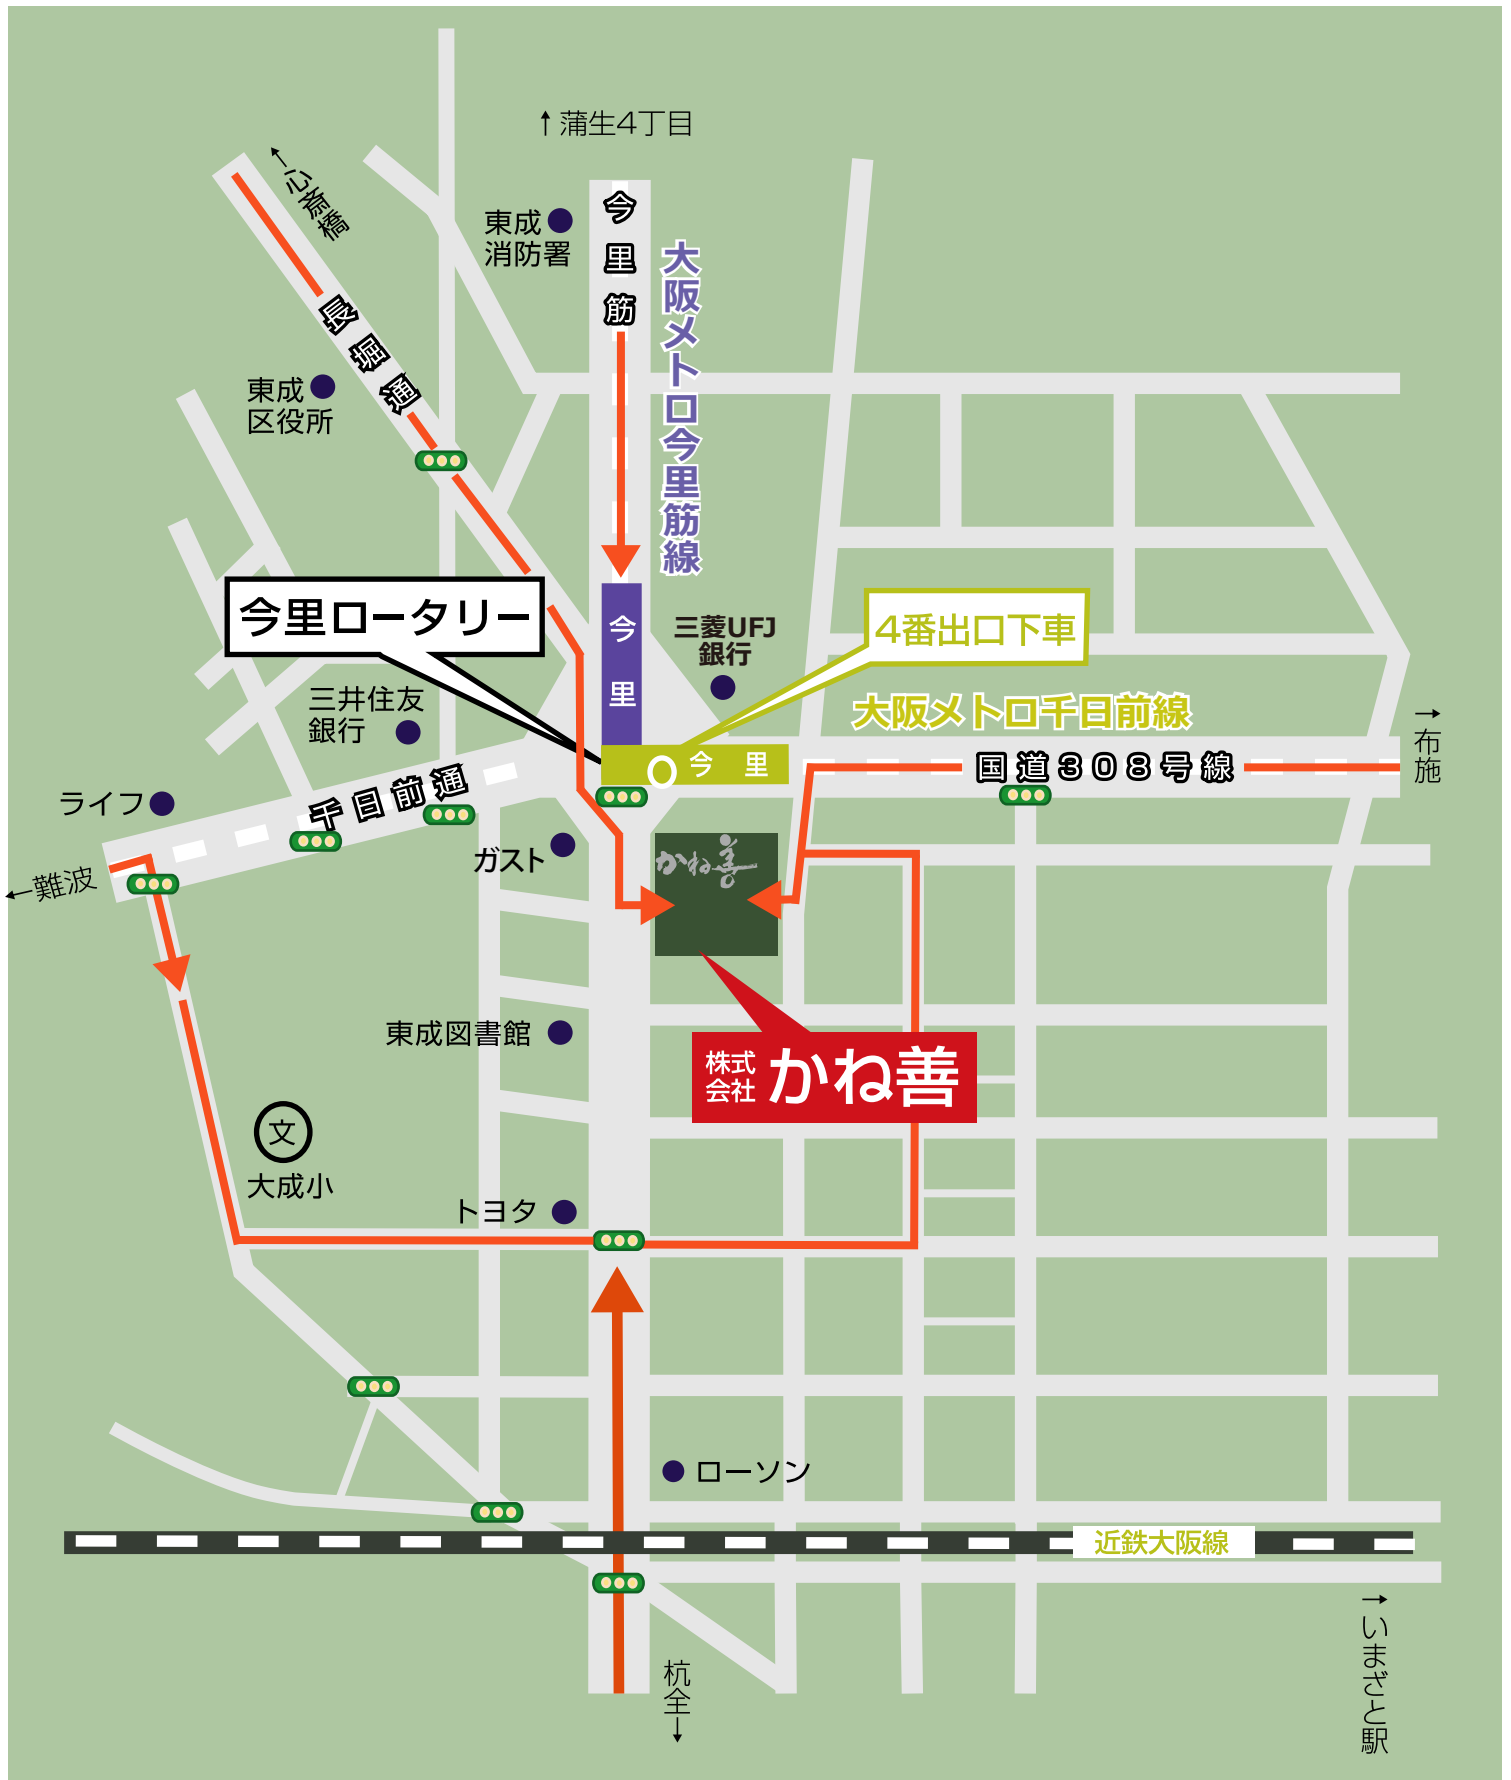 ↑蒲生4丁目
←心斎橋
東成
消防署
今里筋
大阪メトロ今里筋線
長堀通
東成
区役所
今里ロータリー
今里
三菱UFJ
銀行
4番出口下車
三井住友
銀行
大阪メトロ千日前線
→布施
今里
国道308号線
ライフ
千日前通
←難波
ガスト
かね善
東成図書館
株式
会社
かね善
文
大成小
トヨタ
ローソン
近鉄大阪線
→いまざと駅
杭全→